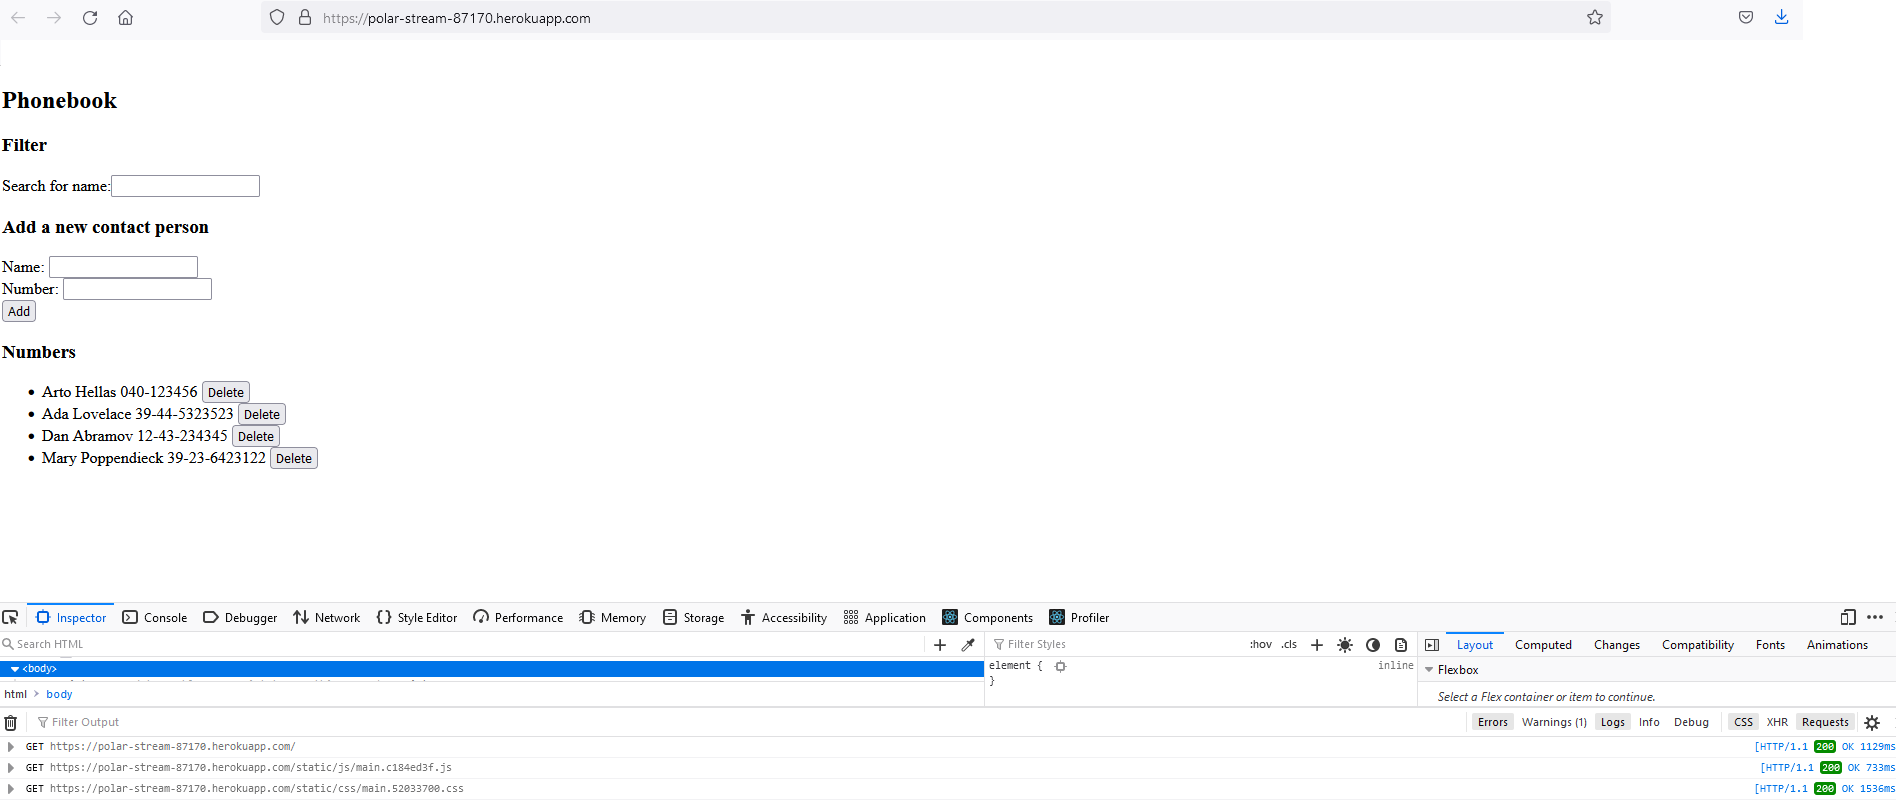 https://polar-stream-87170.herokuapp.com
Phonebook
Filter
Search for name:
Add a new contact person
Name:
Number:
Add
Numbers
Arto Hellas 040-123456 Delete
Ada Lovelace 39-44-5323523 Delete
Dan Abramov 12-43-234345 Delete
Mary Poppendieck 39-23-6423122 Delete
Inspector Console Debugger Network Style Editor Performance Memory Storage Accessibility Application Components Profiler
Search HTML Filter Styles :hov .cls Layout Computed Changes Compatibility Fonts Animations
<body> element { inline Flexbox
}
html > body Select a Flex container or item to continue.
Filter Output Errors Warnings (1) Logs Info Debug CSS XHR Requests
GET https://polar-stream-87170.herokuapp.com/ [HTTP/1.1 200 OK 1129ms
GET https://polar-stream-87170.herokuapp.com/static/js/main.c184ed3f.js [HTTP/1.1 200 OK 733ms
GET https://polar-stream-87170.herokuapp.com/static/css/main.52033700.css [HTTP/1.1 200 OK 1536ms